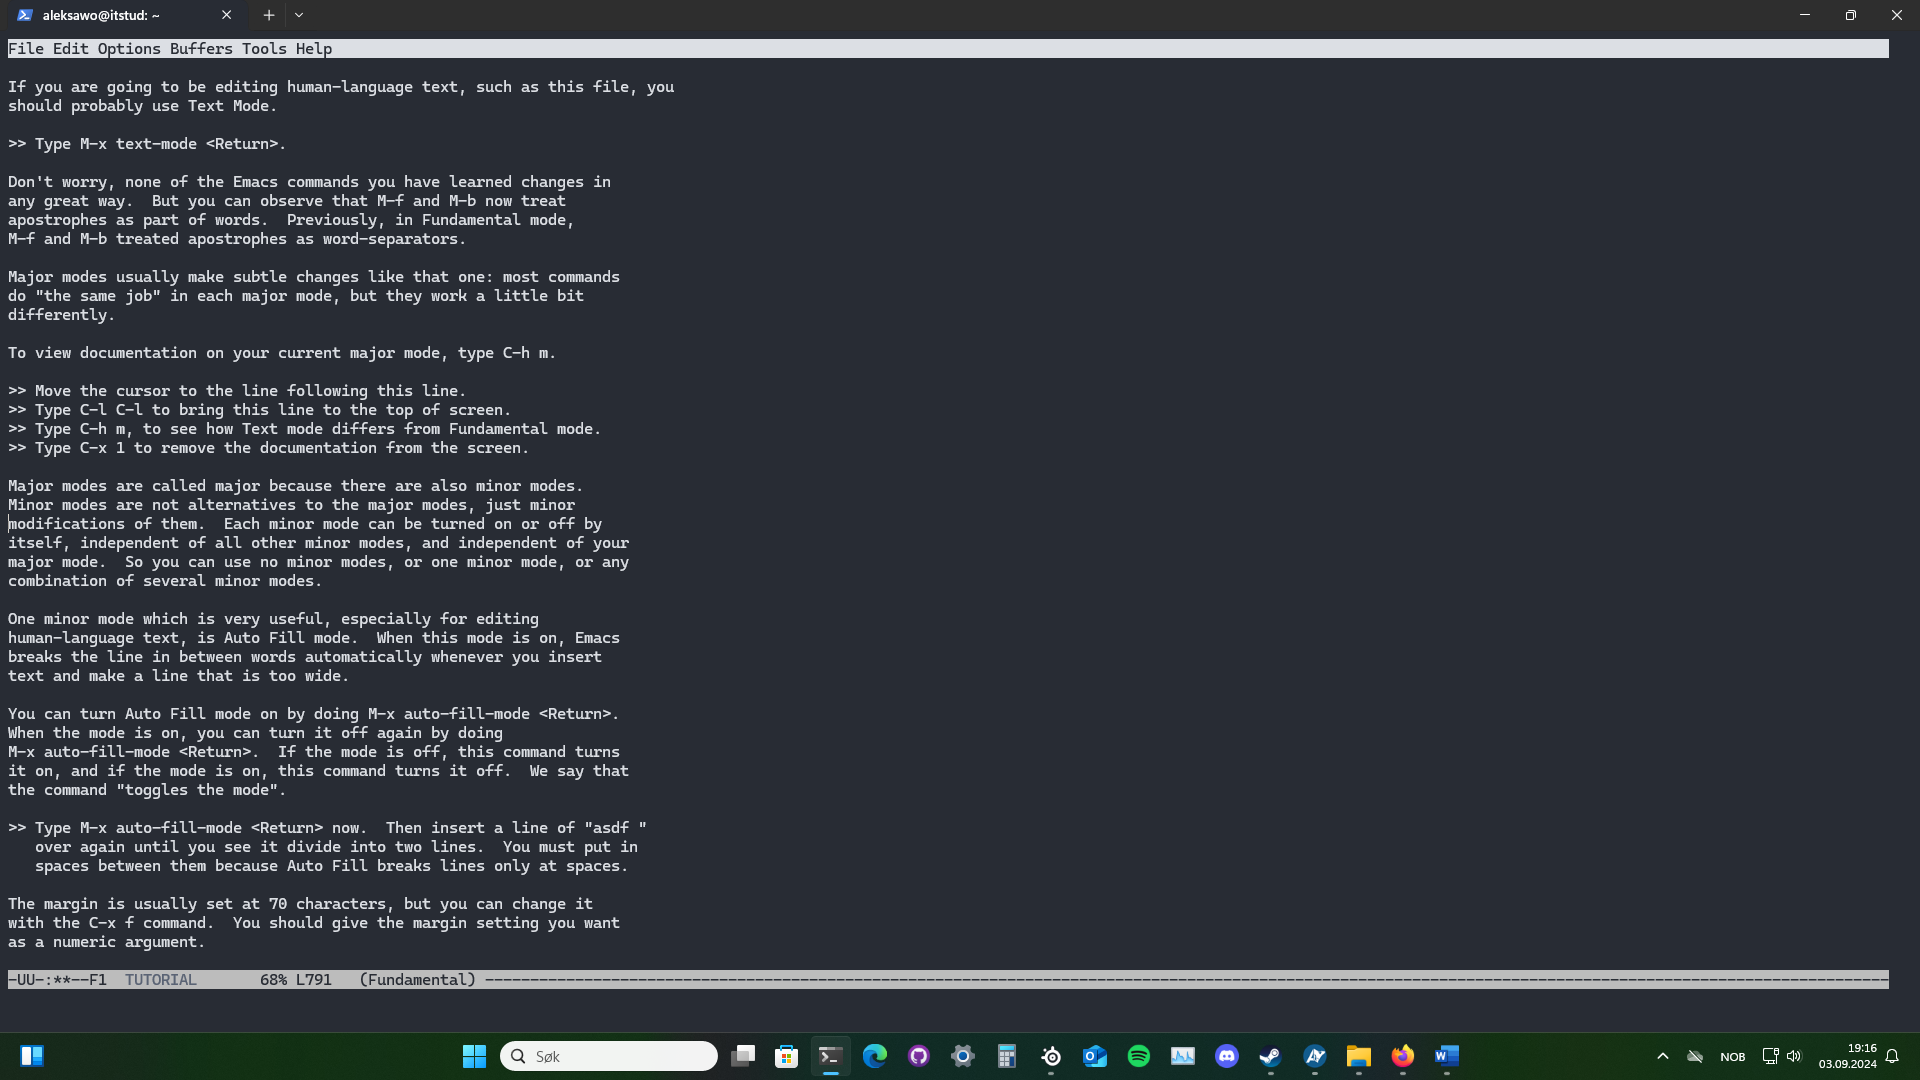 aleksawo@itstud: ~
File Edit Options Buffers Tools Help
If you are going to be editing human-language text, such as this file, you
should probably use Text Mode.
>> Type M-x text-mode <Return>.
Don't worry, none of the Emacs commands you have learned changes in
any great way.  But you can observe that M-f and M-b now treat
apostrophes as part of words.  Previously, in Fundamental mode,
M-f and M-b treated apostrophes as word-separators.
Major modes usually make subtle changes like that one: most commands
do "the same job" in each major mode, but they work a little bit
differently.
To view documentation on your current major mode, type C-h m.
>> Move the cursor to the line following this line.
>> Type C-l C-l to bring this line to the top of screen.
>> Type C-h m, to see how Text mode differs from Fundamental mode.
>> Type C-x 1 to remove the documentation from the screen.
Major modes are called major because there are also minor modes.
Minor modes are not alternatives to the major modes, just minor
modifications of them.  Each minor mode can be turned on or off by
itself, independent of all other minor modes, and independent of your
major mode.  So you can use no minor modes, or one minor mode, or any
combination of several minor modes.
One minor mode which is very useful, especially for editing
human-language text, is Auto Fill mode.  When this mode is on, Emacs
breaks the line in between words automatically whenever you insert
text and make a line that is too wide.
You can turn Auto Fill mode on by doing M-x auto-fill-mode <Return>.
When the mode is on, you can turn it off again by doing
M-x auto-fill-mode <Return>.  If the mode is off, this command turns
it on, and if the mode is on, this command turns it off.  We say that
the command "toggles the mode".
>> Type M-x auto-fill-mode <Return> now.  Then insert a line of "asdf "
   over again until you see it divide into two lines.  You must put in
   spaces between them because Auto Fill breaks lines only at spaces.
The margin is usually set at 70 characters, but you can change it
with the C-x f command.  You should give the margin setting you want
as a numeric argument.
-UU-:**--F1  TUTORIAL       68% L791   (Fundamental) ----------------------------------------------------------------
Søk
NOB
19:16
03.09.2024